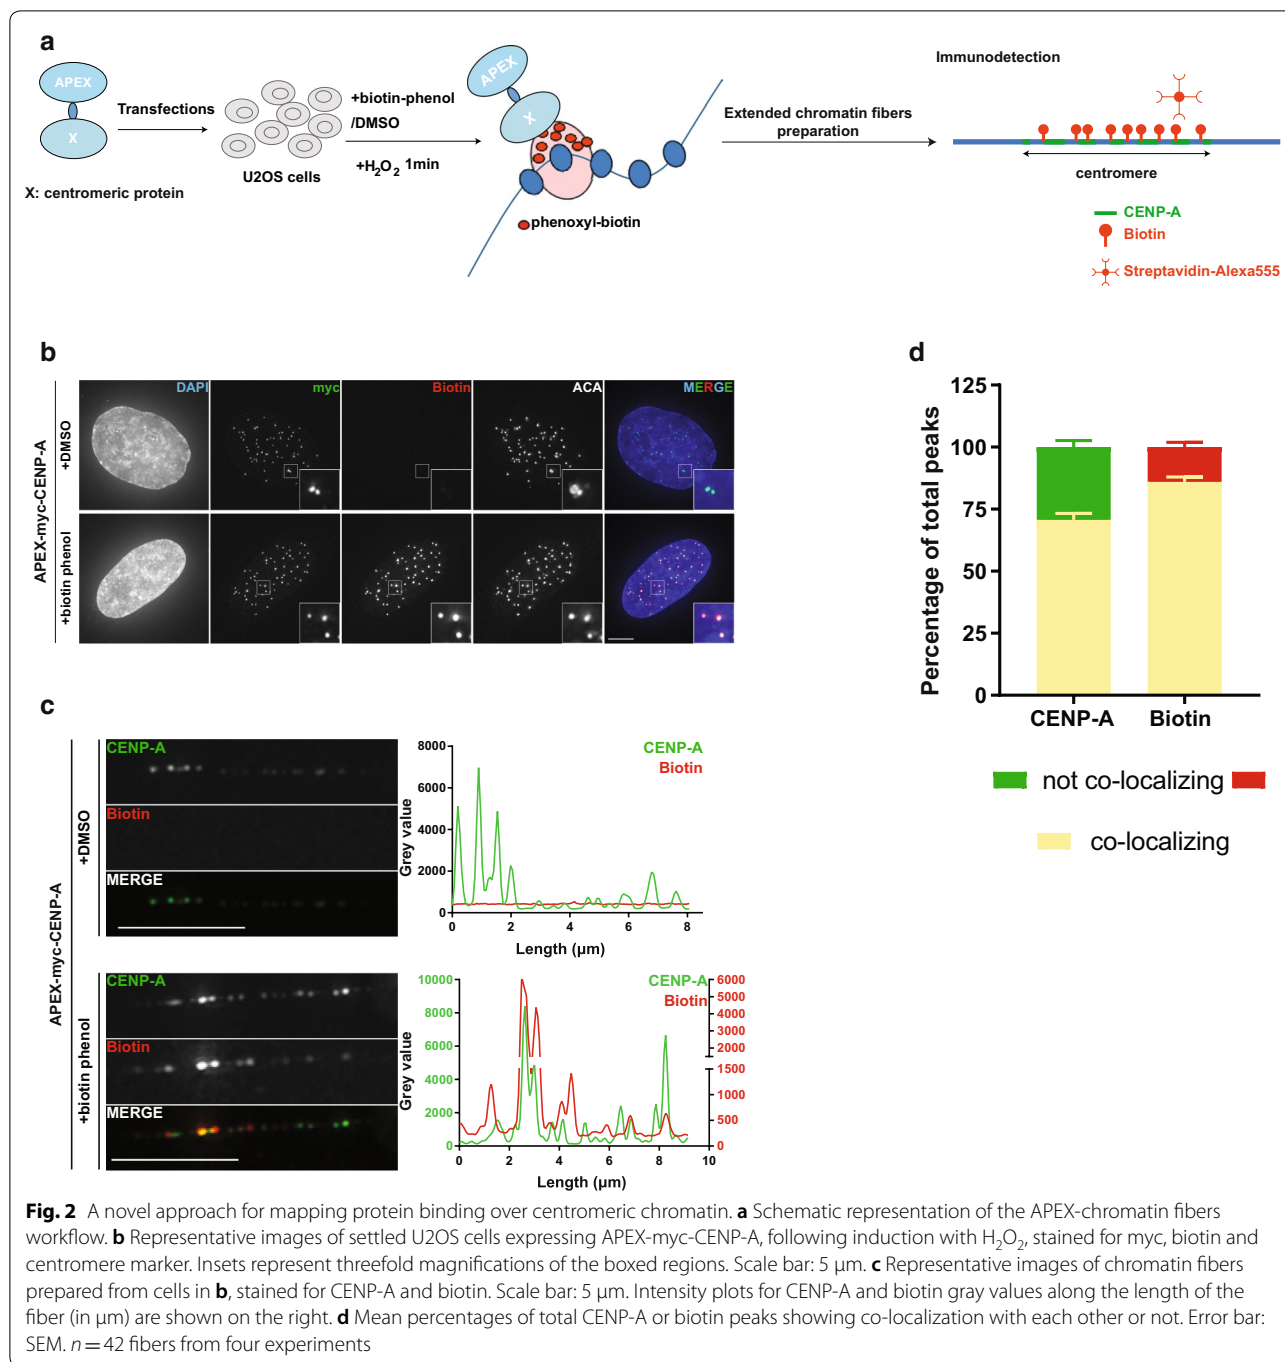 a
APEX
X
X: centromeric protein
Transfections
U2OS cells
+biotin-phenol
/DMSO
+H2O2 1min
APEX
X
phenoxyl-biotin
Extended chromatin fibers
preparation
Immunodetection
centromere
CENP-A
Biotin
Streptavidin-Alexa555
b
APEX-myc-CENP-A
+DMSO
+biotin phenol
DAPI
myc
Biotin
ACA
MERGE
d
Percentage of total peaks
125
100
75
50
25
0
CENP-A
Biotin
not co-localizing
co-localizing
c
APEX-myc-CENP-A
+DMSO
CENP-A
Biotin
MERGE
Grey value
8000
6000
4000
2000
0
CENP-A
Biotin
0 2 4 6 8
Length (µm)
+biotin phenol
CENP-A
Biotin
MERGE
Grey value
10000
8000
6000
4000
2000
0
CENP-A
Biotin
6000
5000
4000
3000
2000
1500
1000
500
0
0 2 4 6 8 10
Length (µm)
Fig. 2 A novel approach for mapping protein binding over centromeric chromatin. a Schematic representation of the APEX-chromatin fibers
workflow. b Representative images of settled U2OS cells expressing APEX-myc-CENP-A, following induction with H2O2, stained for myc, biotin and
centromere marker. Insets represent threefold magnifications of the boxed regions. Scale bar: 5 µm. c Representative images of chromatin fibers
prepared from cells in b, stained for CENP-A and biotin. Scale bar: 5 µm. Intensity plots for CENP-A and biotin gray values along the length of the
fiber (in µm) are shown on the right. d Mean percentages of total CENP-A or biotin peaks showing co-localization with each other or not. Error bar:
SEM. n = 42 fibers from four experiments